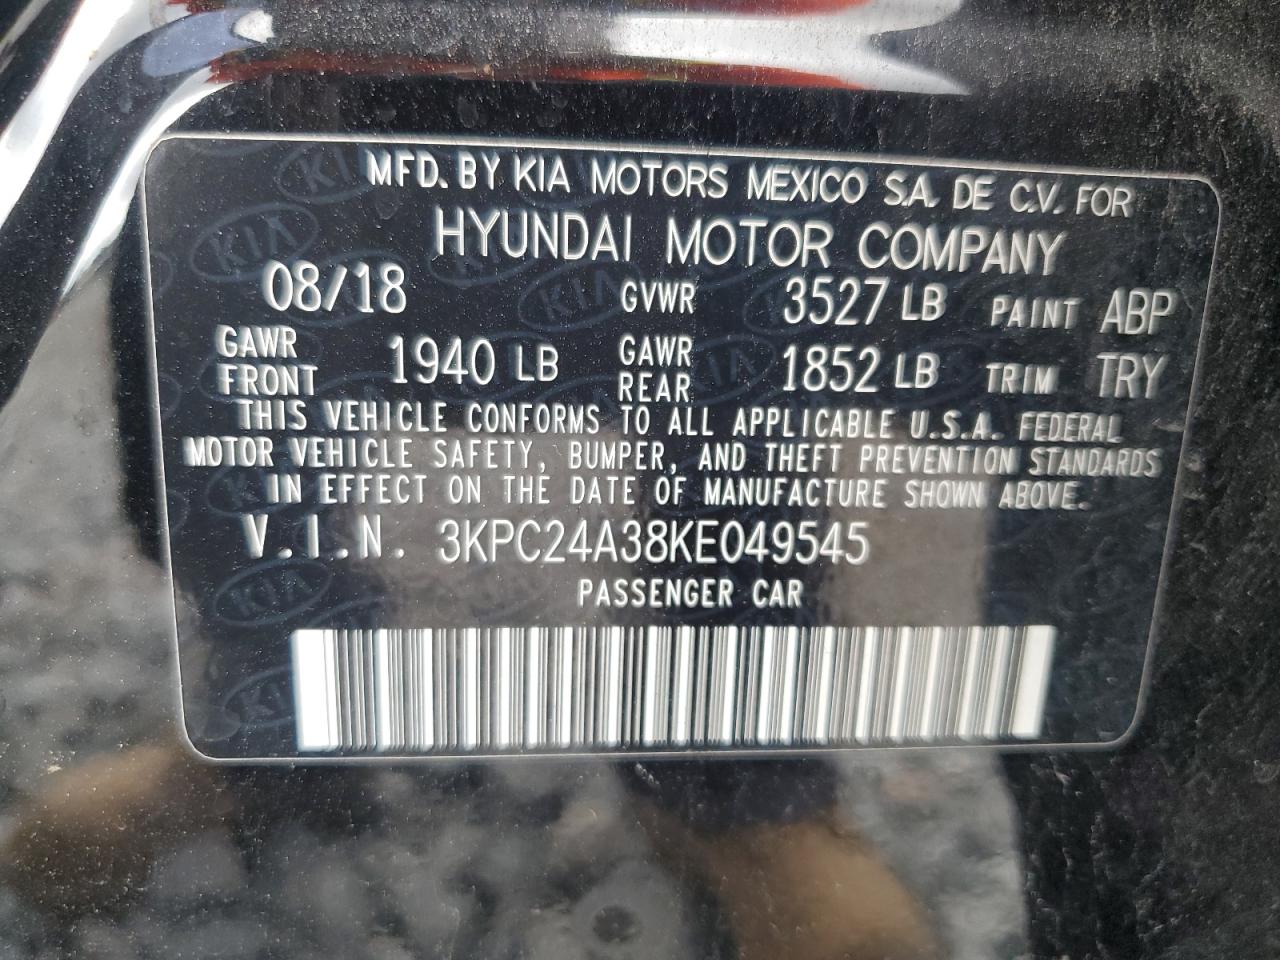 MFD. BY KIA MOTORS MEXICO S.A. DE C.V. FOR
HYUNDAI MOTOR COMPANY
08/18 GVWR 3527 LB PAINT ABP
GAWR FRONT 1940 LB GAWR REAR 1852 LB TRIM TRY
THIS VEHICLE CONFORMS TO ALL APPLICABLE U.S.A. FEDERAL
MOTOR VEHICLE SAFETY, BUMPER, AND THEFT PREVENTION STANDARDS
IN EFFECT ON THE DATE OF MANUFACTURE SHOWN ABOVE.
V.I.N. 3KPC24A38KE049545
PASSENGER CAR